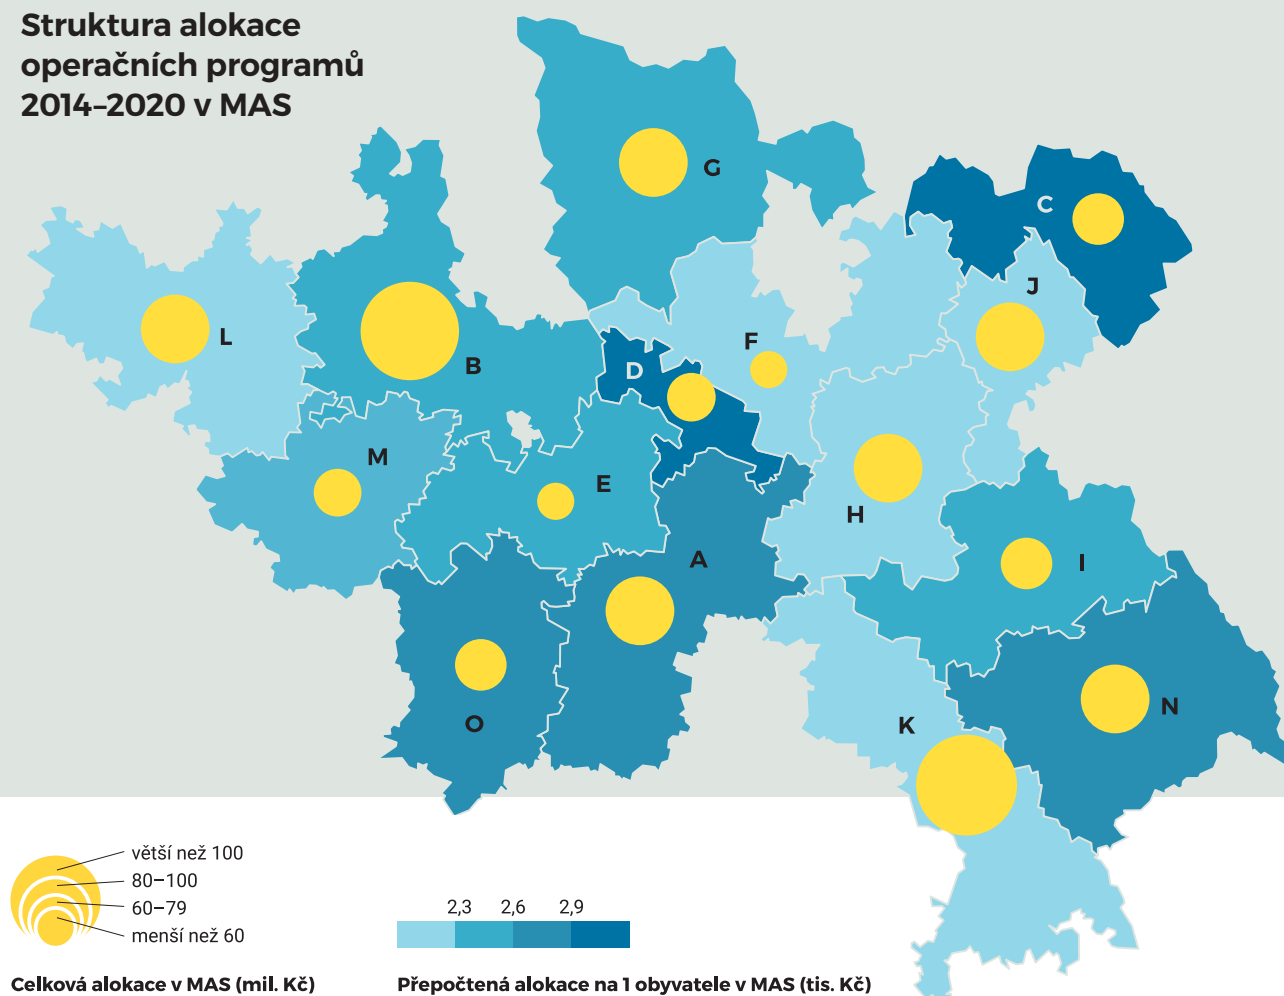 Struktura alokace
operačních programů
2014–2020 v MAS
G
C
J
L
B
F
D
M
E
H
A
I
O
K
N
větší než 100
80–100
60–79
menší než 60
Celková alokace v MAS (mil. Kč)
2,3 2,6 2,9
Přepočtená alokace na 1 obyvatele v MAS (tis. Kč)